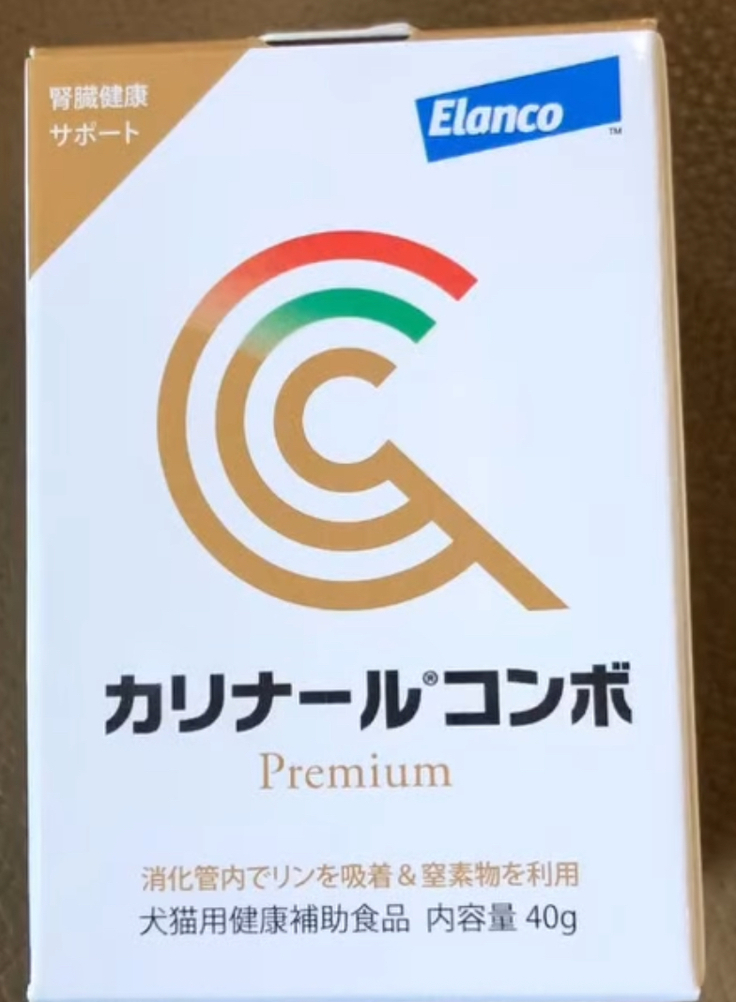 腎臓健康
サポート
Elanco™
カリナール®コンボ
Premium
消化管内でリンを吸着＆窒素物を利用
犬猫用健康補助食品 内容量 40g